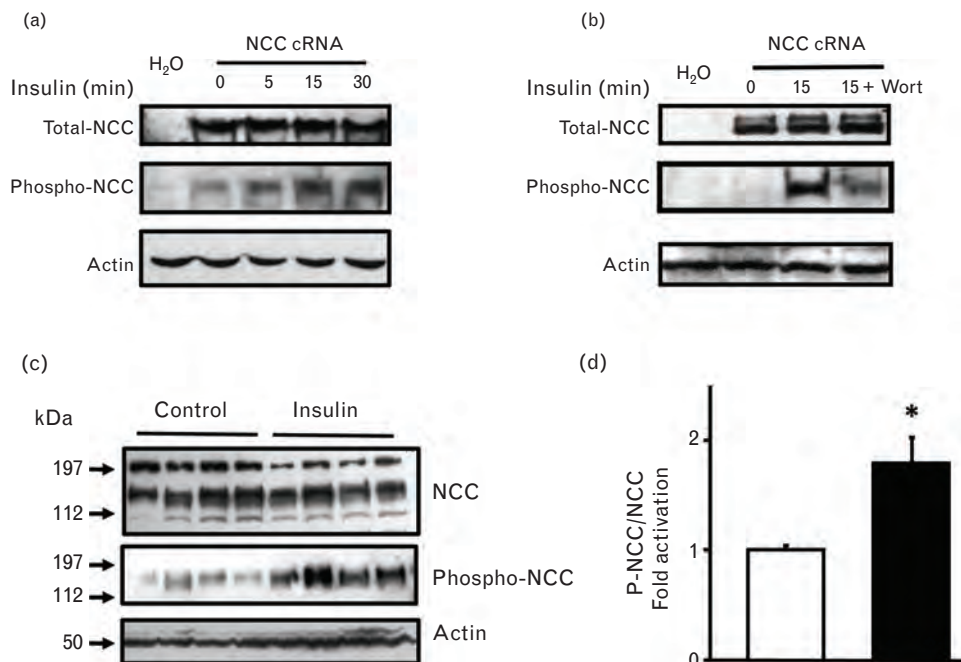 (a)
NCC cRNA
H₂O
Insulin (min) 0 5 15 30
Total-NCC
Phospho-NCC
Actin
(b)
NCC cRNA
H₂O
Insulin (min) 0 15 15 + Wort
Total-NCC
Phospho-NCC
Actin
(c)
kDa
Control Insulin
197
112
NCC
197
112
Phospho-NCC
50
Actin
(d)
P-NCC/NCC
Fold activation
2
1
0
*